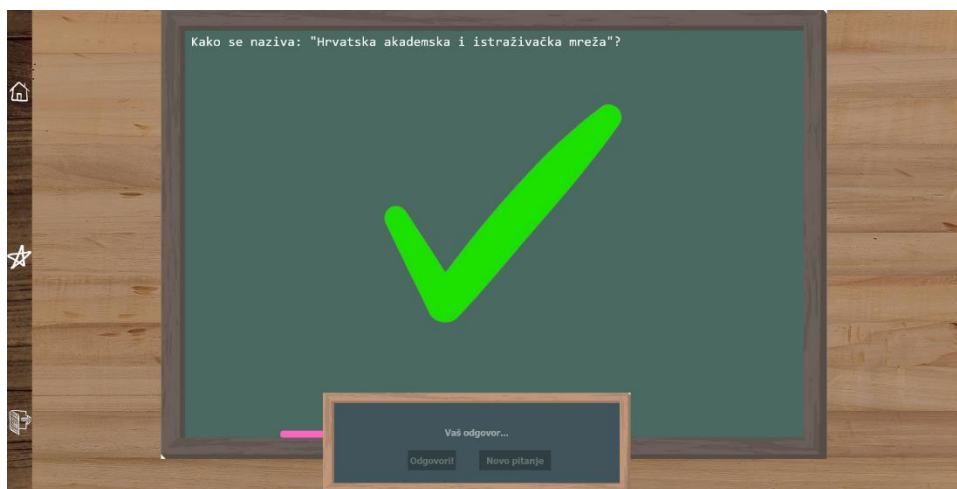 Kako se naziva: "Hrvatska akademska i istraživačka mreža"?
Vaš odgovor...
Odgovori!
Novo pitanje